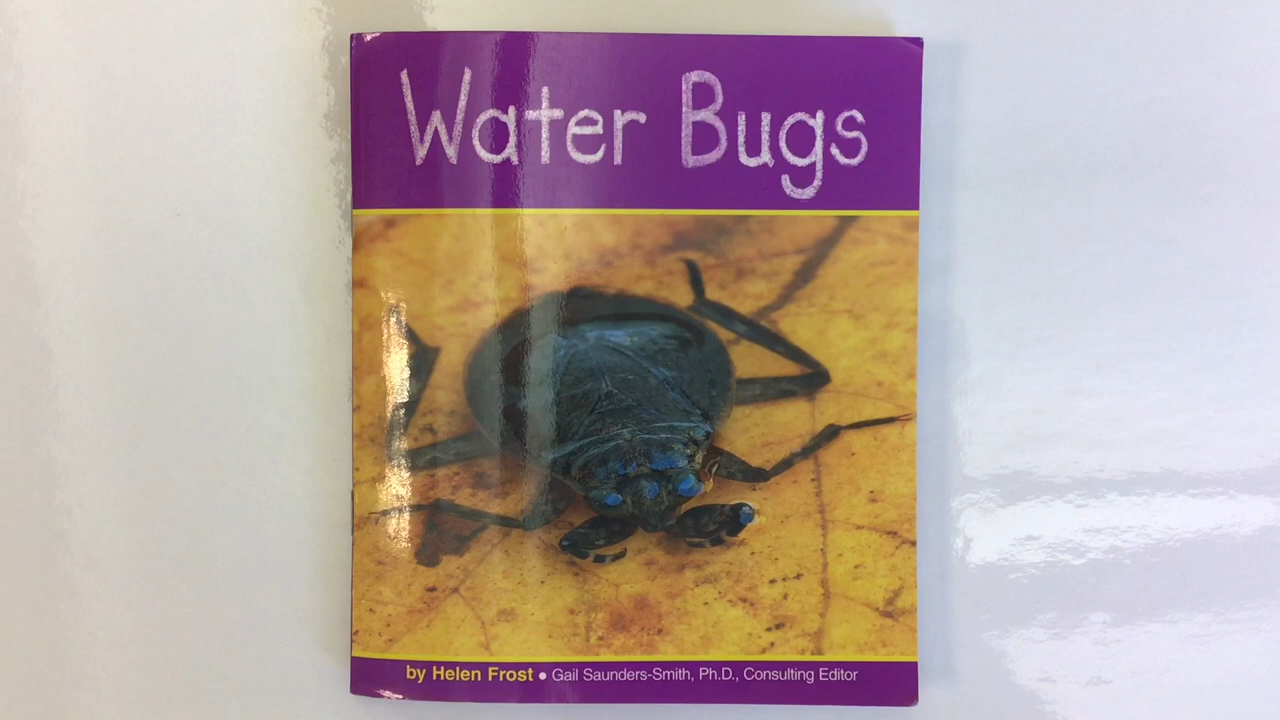 Water Bugs
by Helen Frost • Gail Saunders-Smith, Ph.D., Consulting Editor